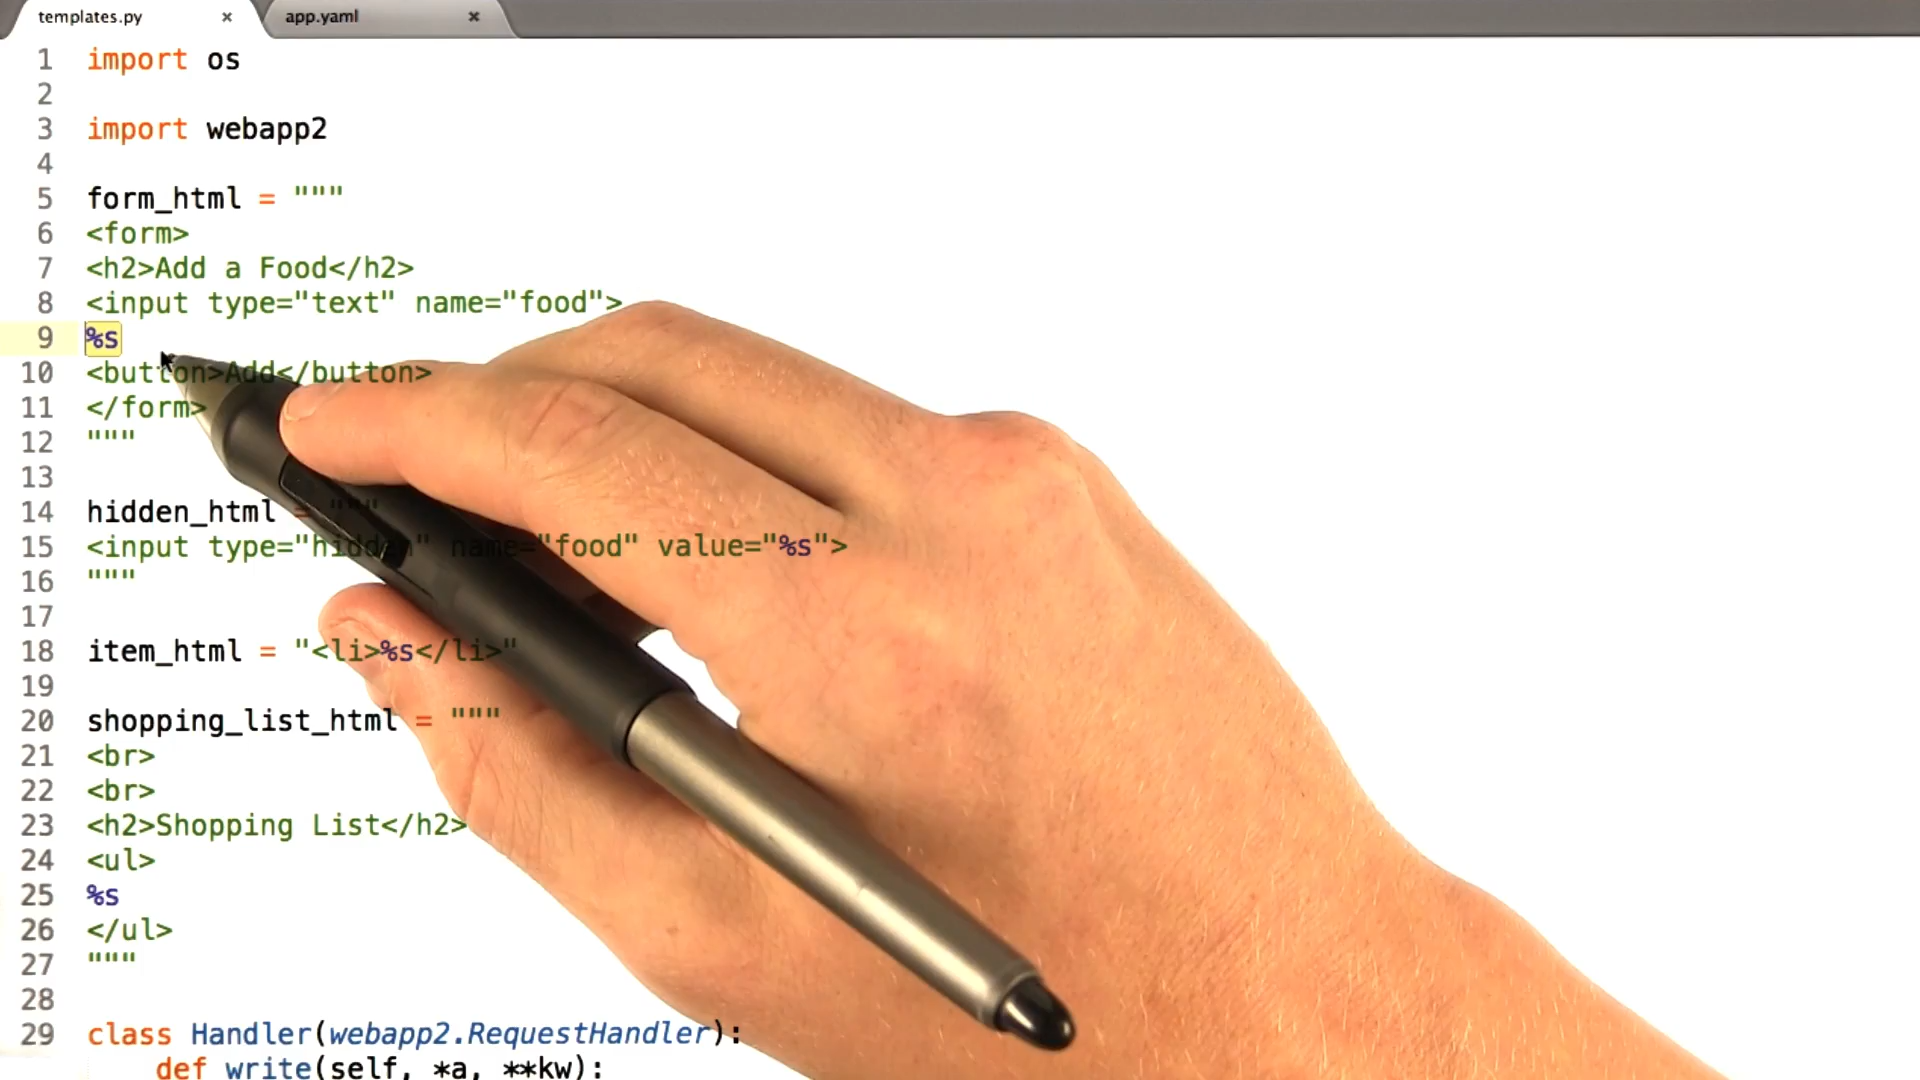 templates.py × app.yaml ×
1 import os
2
3 import webapp2
4
5 form_html = """
6 <form>
7 <h2>Add a Food</h2>
8 <input type="text" name="food">
9 %s
10 <button>Add</button>
11 </form>
12 """
13
14 hidden_html = """
15 <input type="hidden" name="food" value="%s">
16 """
17
18 item_html = "<li>%s</li>"
19
20 shopping_list_html = """
21 <br>
22 <br>
23 <h2>Shopping List</h2>
24 <ul>
25 %s
26 </ul>
27 """
28
29 class Handler(webapp2.RequestHandler):
def write(self, *a, **kw):